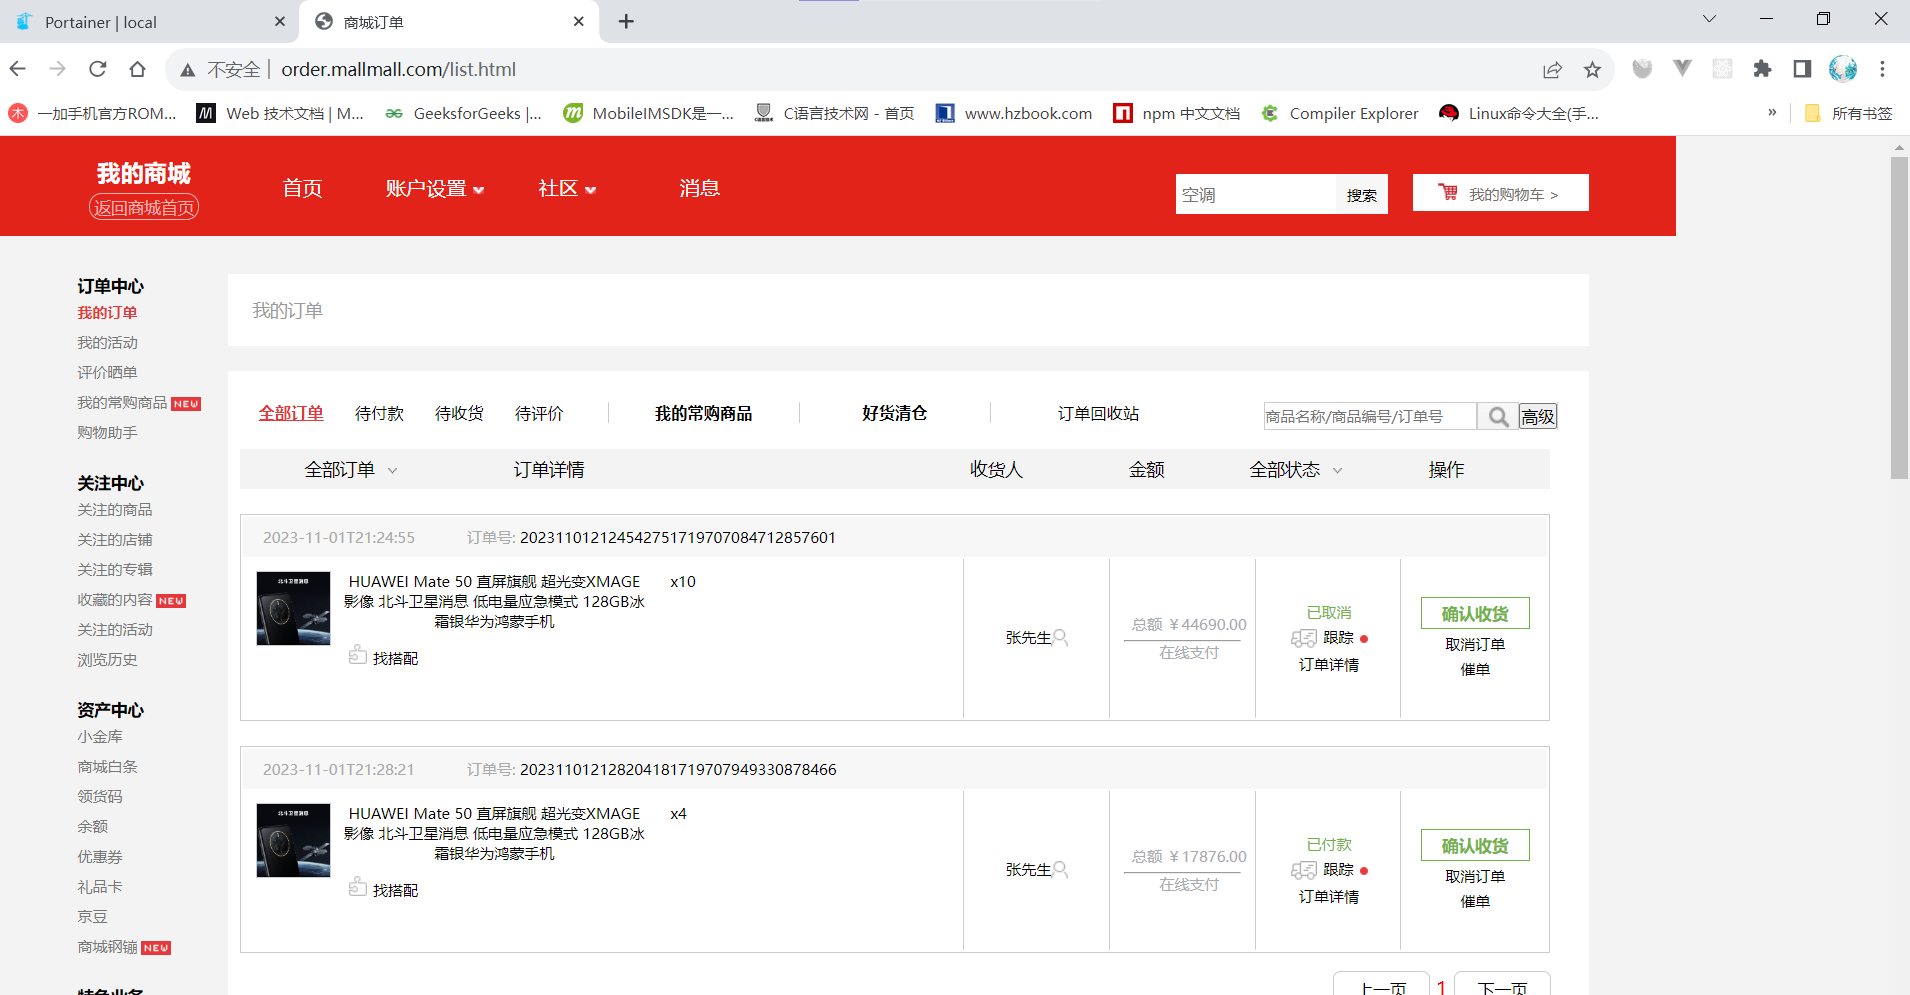 Portainer | local
商城订单
不安全 | order.mallmall.com/list.html
一加手机官方ROM...
Web 技术文档 | M...
GeeksforGeeks |...
MobileIMSDK是一...
C语言技术网 - 首页
www.hzbook.com
npm 中文文档
Compiler Explorer
Linux命令大全(手...
»
所有书签
我的商城
返回商城首页
首页
账户设置
社区
消息
空调
搜索
我的购物车 >
订单中心
我的订单
我的活动
评价晒单
我的常购商品 NEW
购物助手
关注中心
关注的商品
关注的店铺
关注的专辑
收藏的内容 NEW
关注的活动
浏览历史
资产中心
小金库
商城白条
领货码
余额
优惠券
礼品卡
京豆
商城钢镚 NEW
特色业务
我的订单
全部订单 待付款 待收货 待评价 我的常购商品 好货清仓 订单回收站
商品名称/商品编号/订单号
高级
全部订单 订单详情 收货人 金额 全部状态 操作
2023-11-01T21:24:55 订单号: 202311012124542751719707084712857601
北斗卫星消息
HUAWEI Mate 50 直屏旗舰 超光变XMAGE x10
影像 北斗卫星消息 低电量应急模式 128GB冰
霜银华为鸿蒙手机
找搭配
张先生
总额 ￥44690.00
在线支付
已取消
跟踪
订单详情
确认收货
取消订单
催单
2023-11-01T21:28:21 订单号: 202311012128204181719707949330878466
北斗卫星消息
HUAWEI Mate 50 直屏旗舰 超光变XMAGE x4
影像 北斗卫星消息 低电量应急模式 128GB冰
霜银华为鸿蒙手机
找搭配
张先生
总额 ￥17876.00
在线支付
已付款
跟踪
订单详情
确认收货
取消订单
催单
上一页 1 下一页